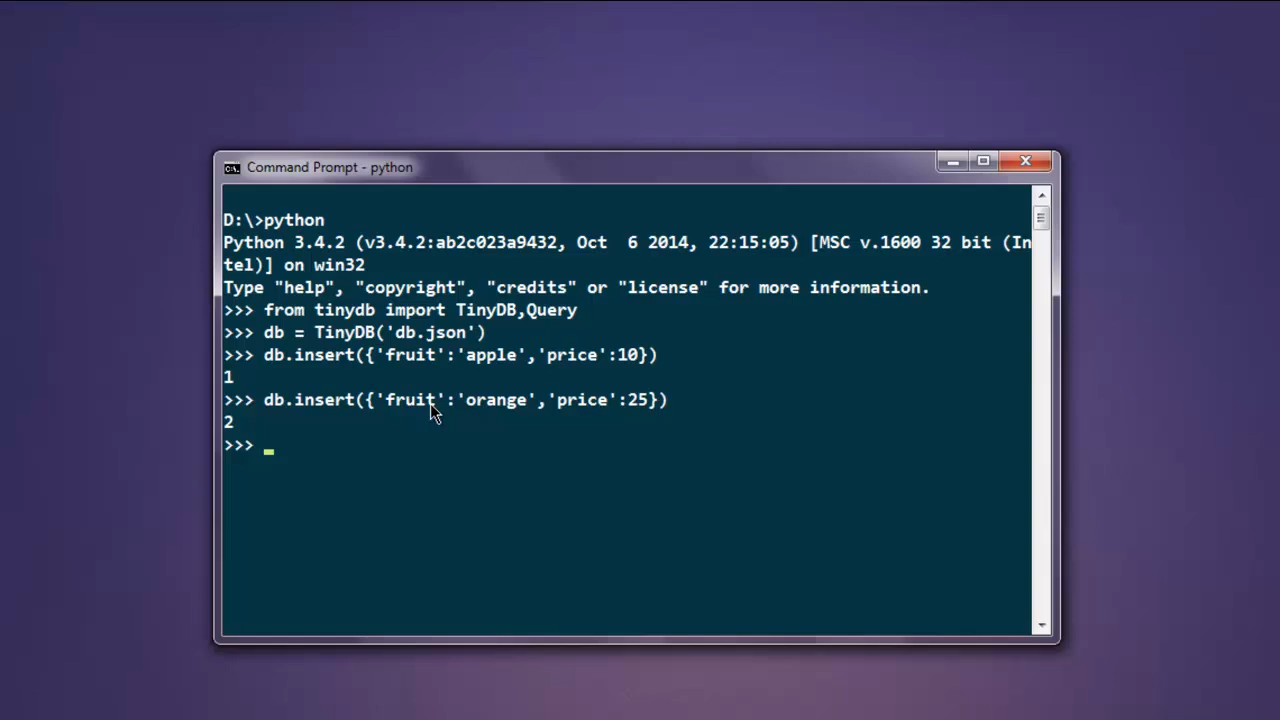 Command Prompt - python
D:\>python
Python 3.4.2 (v3.4.2:ab2c023a9432, Oct  6 2014, 22:15:05) [MSC v.1600 32 bit (In
tel)] on win32
Type "help", "copyright", "credits" or "license" for more information.
>>> from tinydb import TinyDB,Query
>>> db = TinyDB('db.json')
>>> db.insert({'fruit':'apple','price':10})
1
>>> db.insert({'fruit':'orange','price':25})
2
>>>